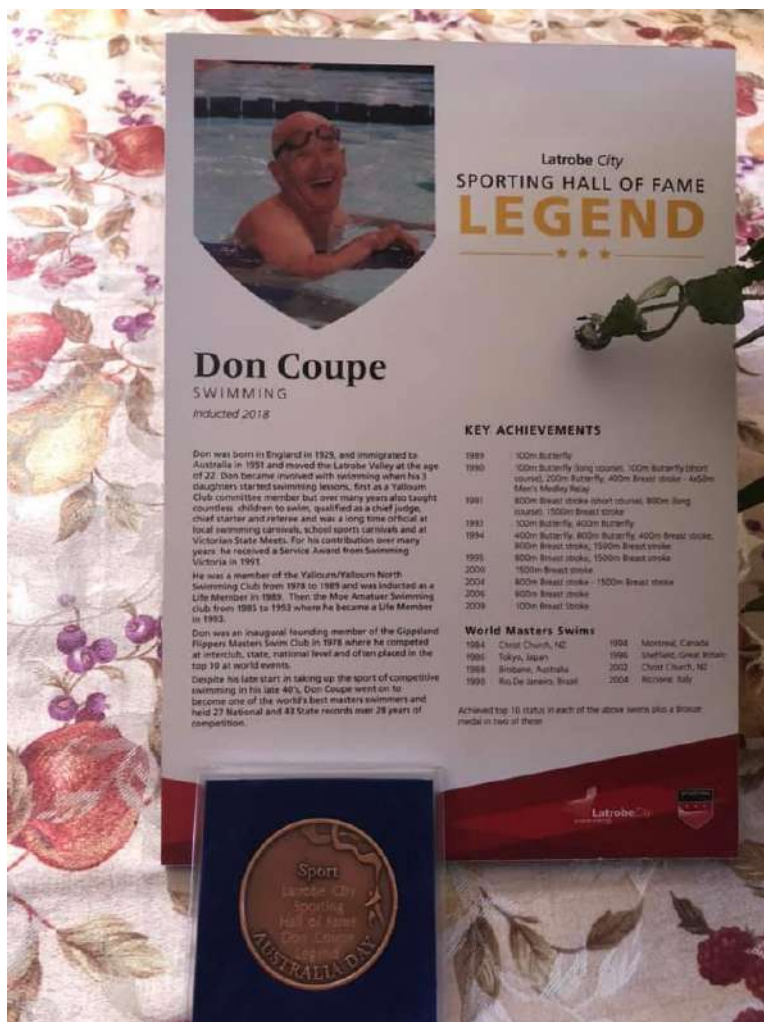 Latrobe City
SPORTING HALL OF FAME
LEGEND
Don Coupe
SWIMMING
Inducted 2018
Don was born in England in 1929, and immigrated to
Australia in 1951 and moved the Latrobe Valley at the age
of 22. Don became involved with swimming when his 3
daughters started swimming lessons, first as a Yallourn
Club committee member but over many years also taught
countless children to swim, qualified as a chief judge,
chief starter and referee and was a long time official at
local swimming carnivals, school sports carnivals and at
Victorian State Meets. For his contribution over many
years he received a Service Award from Swimming
Victoria in 1991.
He was a member of the Yallourn/Yallourn North
Swimming Club from 1978 to 1989 and was inducted as a
Life Member in 1989. Then the Moe Amatuer Swimming
club from 1985 to 1993 where he became a Life Member
in 1993.
Don was an inaugural founding member of the Gippsland
Flippers Masters Swim Club in 1978 where he competed
at interclub, state, national level and often placed in the
top 10 at world events.
Despite his late start in taking up the sport of competitive
swimming in his late 40's, Don Coupe went on to
become one of the world's best masters swimmers and
held 27 National and 43 State records over 28 years of
competition.
KEY ACHIEVEMENTS
1989 100m Butterfly
1990 100m Butterfly (long course), 100m Butterfly (short
course), 200m Butterfly, 400m Breast stroke - 4x50m
Men's Medley Relay
1991 800m Breast stroke (short course), 800m (long
course), 1500m Breast stroke
100m Butterfly, 400m Butterfly
1994 400m Butterfly, 800m Butterfly, 400m Breast stroke,
800m Breast stroke, 1500m Breast stroke
800m Breast stroke, 1500m Breast stroke
2000 1500m Breast stroke
2004 800m Breast stroke - 1500m Breast stroke
2006 800m Breast stroke
100m Breast Stroke
World Masters Swims
1984 Christ Church, NZ 1994 Montreal, Canada
1986 Tokyo, Japan 1996 Sheffield, Great Britain
1988 Brisbane, Australia 2002 Christ Church, NZ
Rio De Janeiro, Brazil 2004 Riccione, Italy
Achieved top 10 status in each of the above swims plus a Bronze
medal in two of these
LatrobeCity
SPORTING
Sport
Latrobe City
Sporting
Hall of Fame
Don Coupe
AUSTRALIA DAY